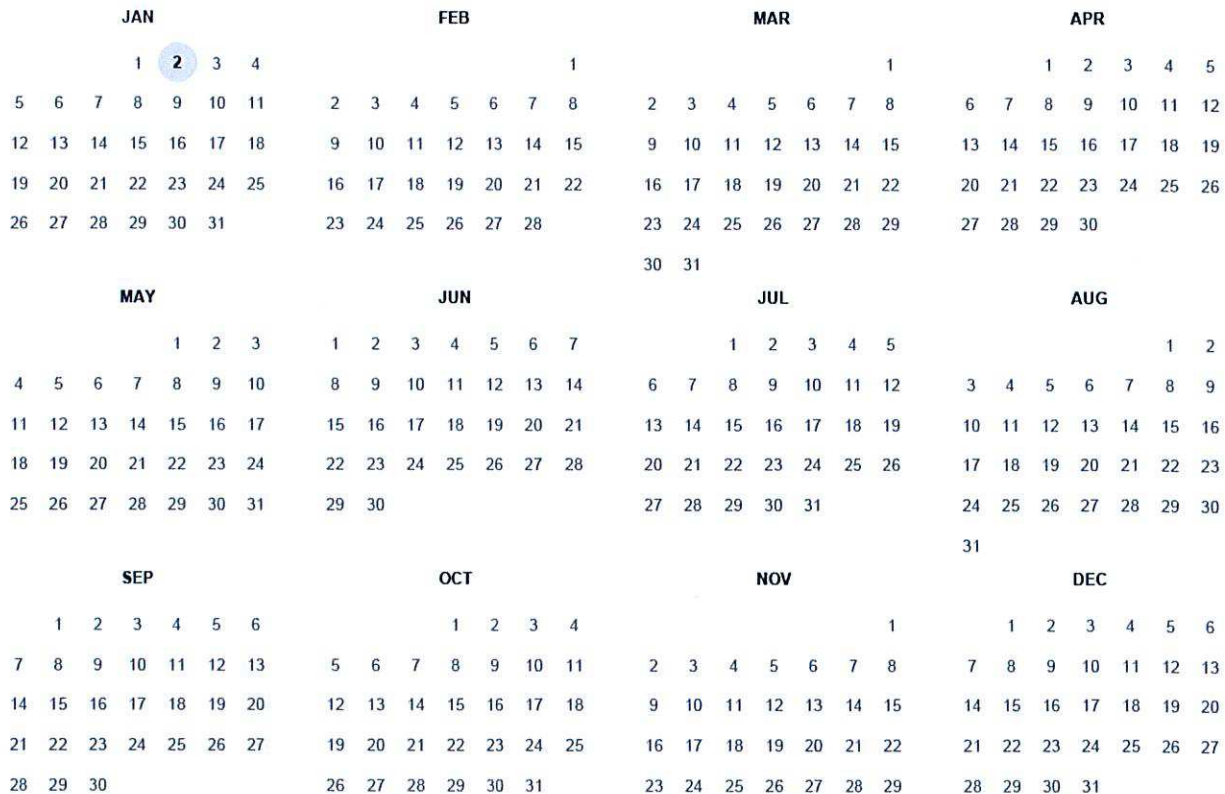 JAN FEB MAR APR
1 2 3 4 1 1 1 2 3 4 5
5 6 7 8 9 10 11 2 3 4 5 6 7 8 2 3 4 5 6 7 8 6 7 8 9 10 11 12
12 13 14 15 16 17 18 9 10 11 12 13 14 15 9 10 11 12 13 14 15 13 14 15 16 17 18 19
19 20 21 22 23 24 25 16 17 18 19 20 21 22 16 17 18 19 20 21 22 20 21 22 23 24 25 26
26 27 28 29 30 31 23 24 25 26 27 28 23 24 25 26 27 28 29 27 28 29 30
30 31
MAY JUN JUL AUG
1 2 3 1 2 3 4 5 6 7 1 2 3 4 5 1 2
4 5 6 7 8 9 10 8 9 10 11 12 13 14 6 7 8 9 10 11 12 3 4 5 6 7 8 9
11 12 13 14 15 16 17 15 16 17 18 19 20 21 13 14 15 16 17 18 19 10 11 12 13 14 15 16
18 19 20 21 22 23 24 22 23 24 25 26 27 28 20 21 22 23 24 25 26 17 18 19 20 21 22 23
25 26 27 28 29 30 31 29 30 27 28 29 30 31 24 25 26 27 28 29 30
31
SEP OCT NOV DEC
1 2 3 4 5 6 1 2 3 4 1 1 2 3 4 5 6
7 8 9 10 11 12 13 5 6 7 8 9 10 11 2 3 4 5 6 7 8 7 8 9 10 11 12 13
14 15 16 17 18 19 20 12 13 14 15 16 17 18 9 10 11 12 13 14 15 14 15 16 17 18 19 20
21 22 23 24 25 26 27 19 20 21 22 23 24 25 16 17 18 19 20 21 22 21 22 23 24 25 26 27
28 29 30 26 27 28 29 30 31 23 24 25 26 27 28 29 28 29 30 31